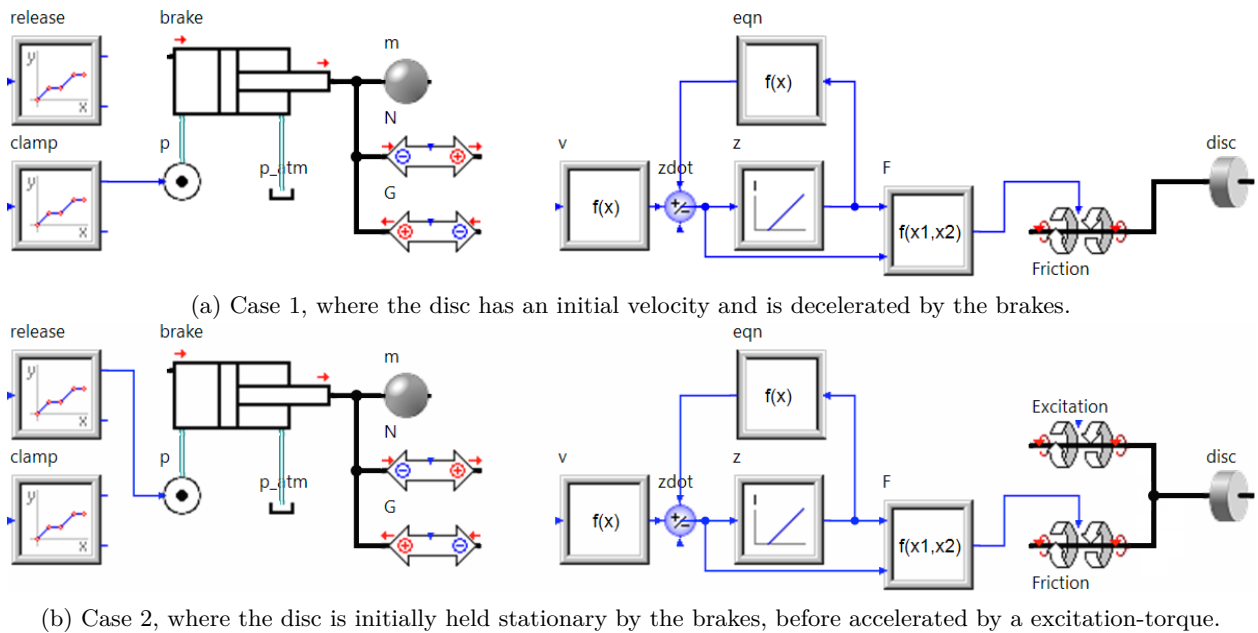 release
brake
m
eqn
y
x
f(x)
N
clamp
p
p_atm
v
zdot
z
F
disc
y
x
G
f(x)
+/-
I
f(x1,x2)
Friction
(a) Case 1, where the disc has an initial velocity and is decelerated by the brakes.
release
brake
m
eqn
y
x
f(x)
Excitation
N
clamp
p
p_atm
v
zdot
z
F
disc
y
x
G
f(x)
+/-
I
f(x1,x2)
Friction
(b) Case 2, where the disc is initially held stationary by the brakes, before accelerated by a excitation-torque.